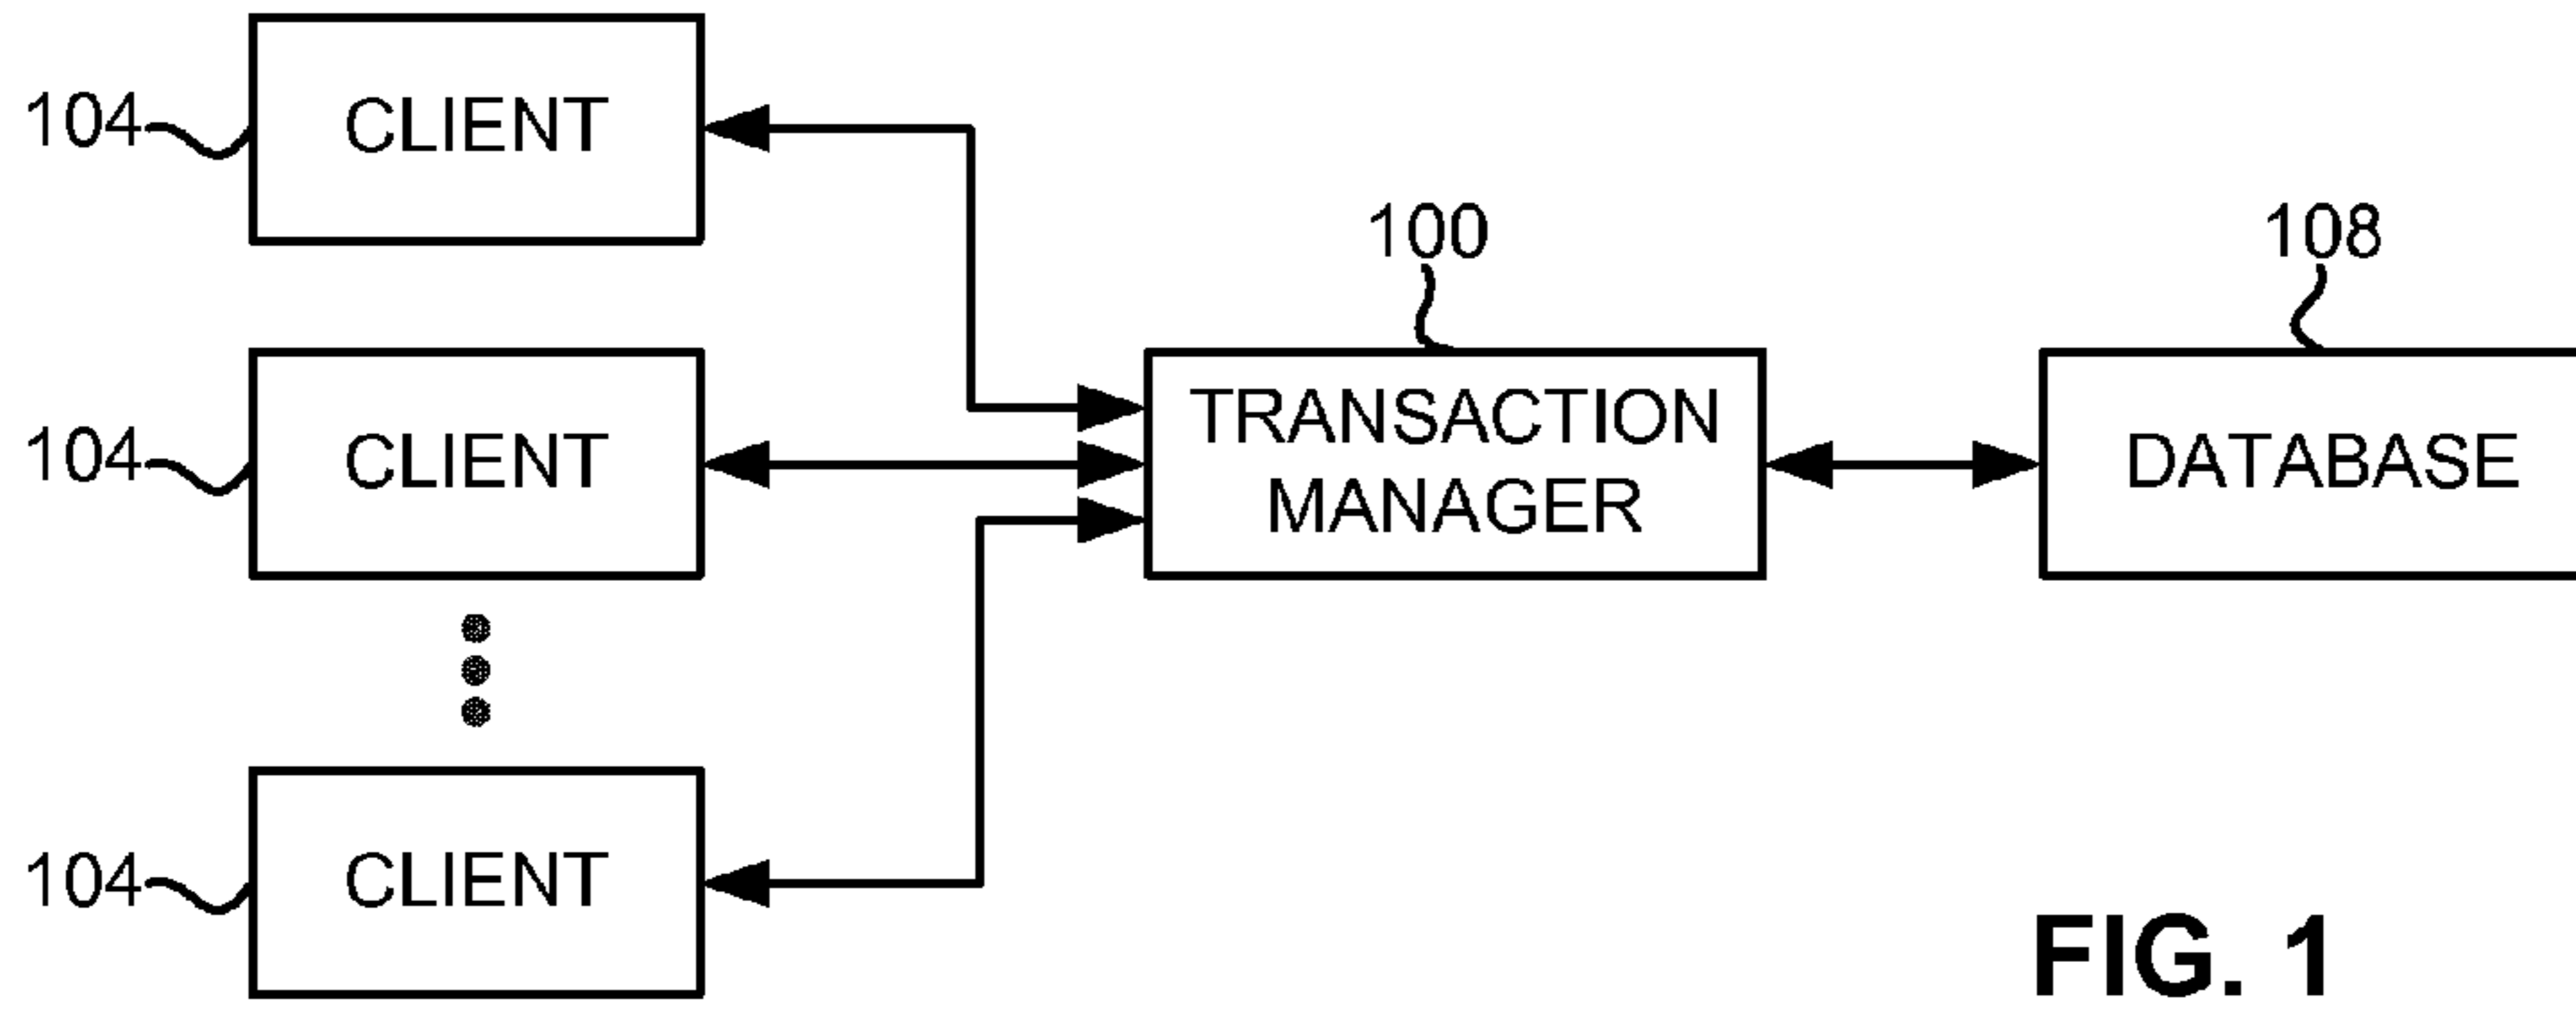 104
CLIENT
100
108
104
CLIENT
TRANSACTION
MANAGER
DATABASE
104
CLIENT
FIG. 1